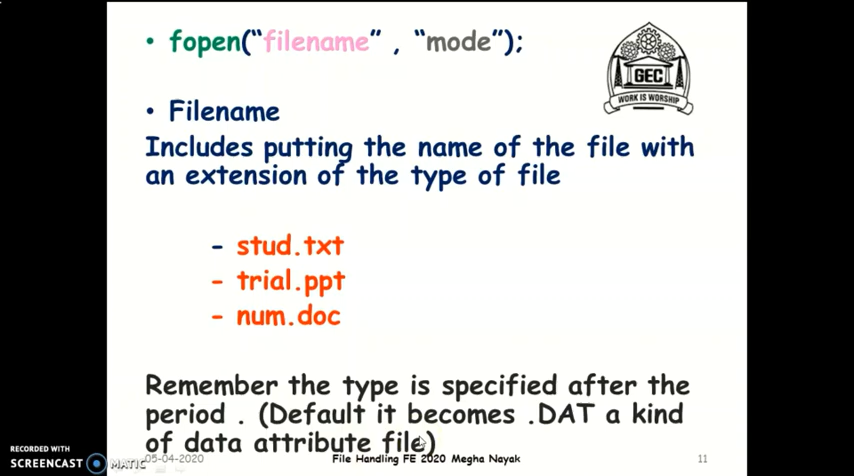 • fopen(“filename” , “mode”);
GEC
WORK IS WORSHIP
• Filename
Includes putting the name of the file with
an extension of the type of file
- stud.txt
- trial.ppt
- num.doc
Remember the type is specified after the
period . (Default it becomes .DAT a kind
of data attribute file)
RECORDED WITH
SCREENCAST MATIC
05-04-2020
File Handling FE 2020 Megha Nayak
11